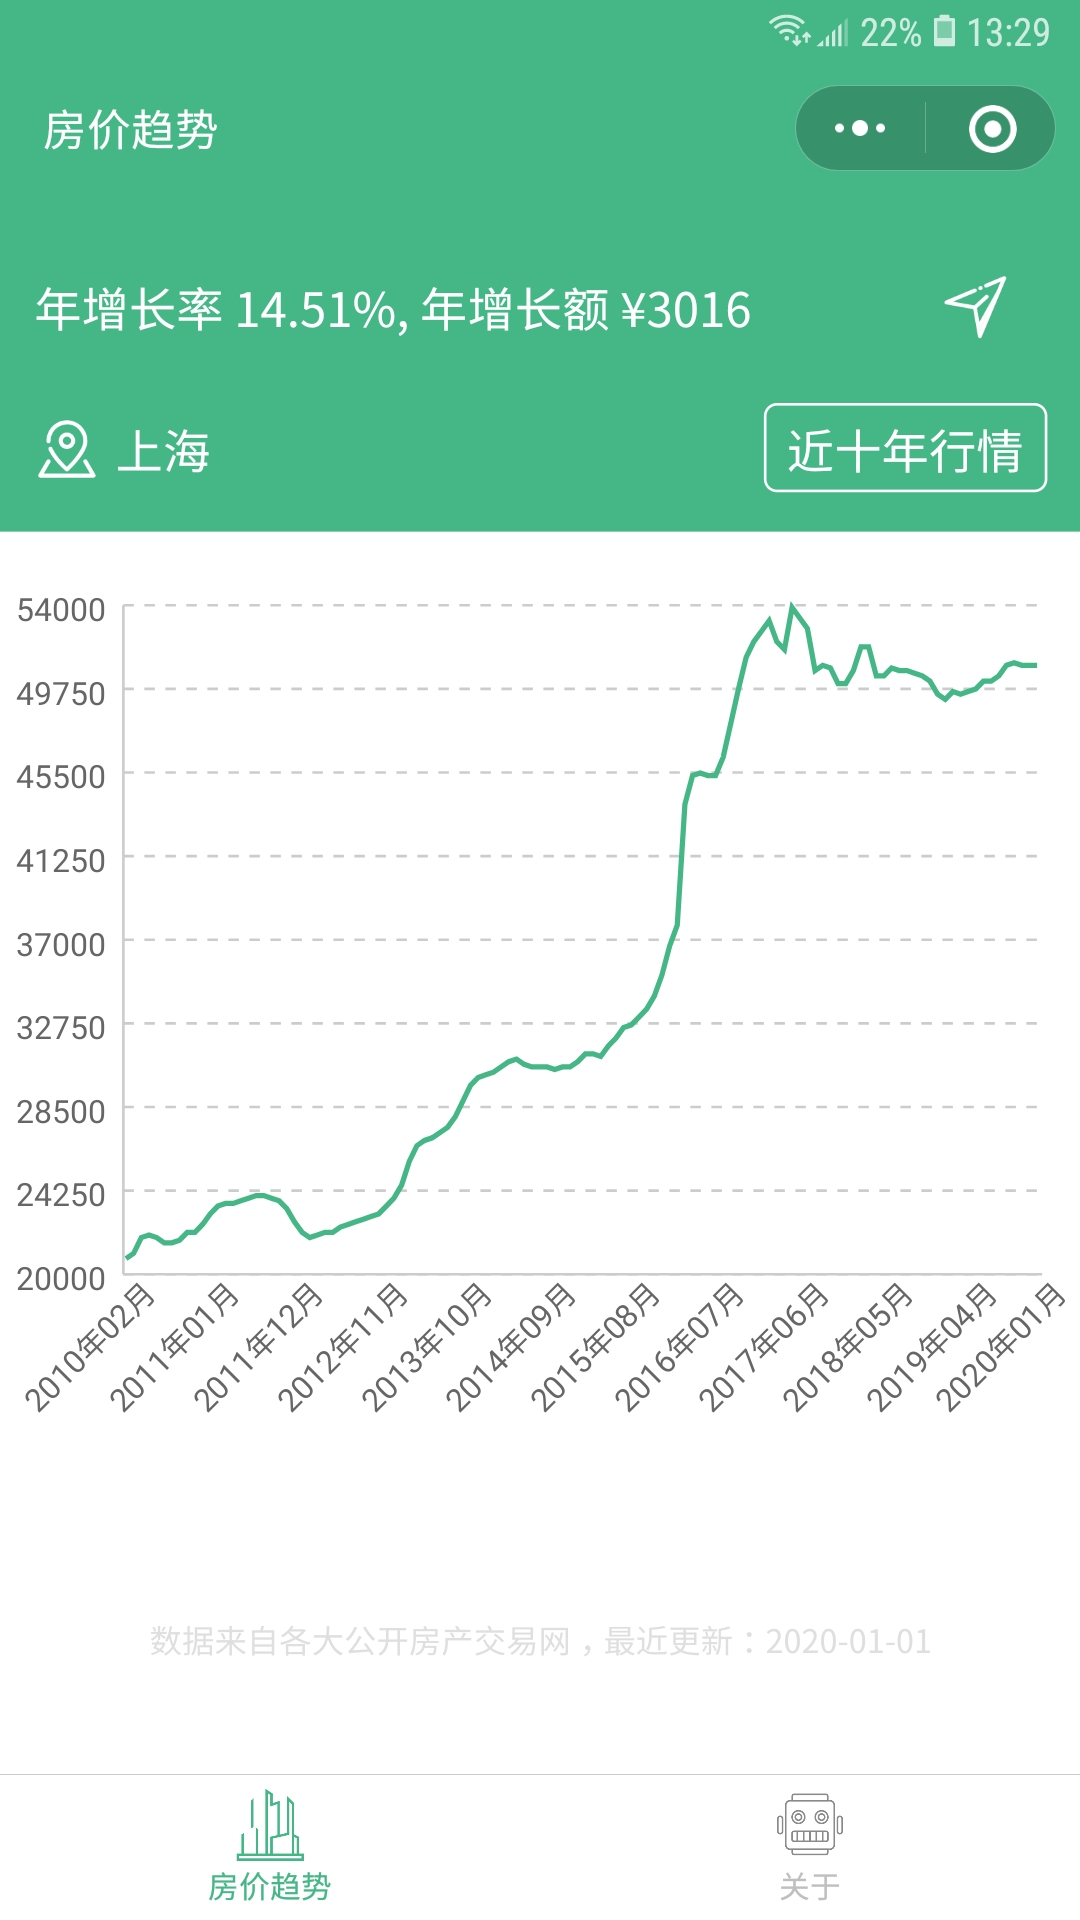 22% 13:29
房价趋势
年增长率 14.51%, 年增长额 ¥3016
上海
近十年行情
54000
49750
45500
41250
37000
32750
28500
24250
20000
2010年02月
2011年01月
2011年12月
2012年11月
2013年10月
2014年09月
2015年08月
2016年07月
2017年06月
2018年05月
2019年04月
2020年01月
数据来自各大公开房产交易网，最近更新：2020-01-01
房价趋势
关于